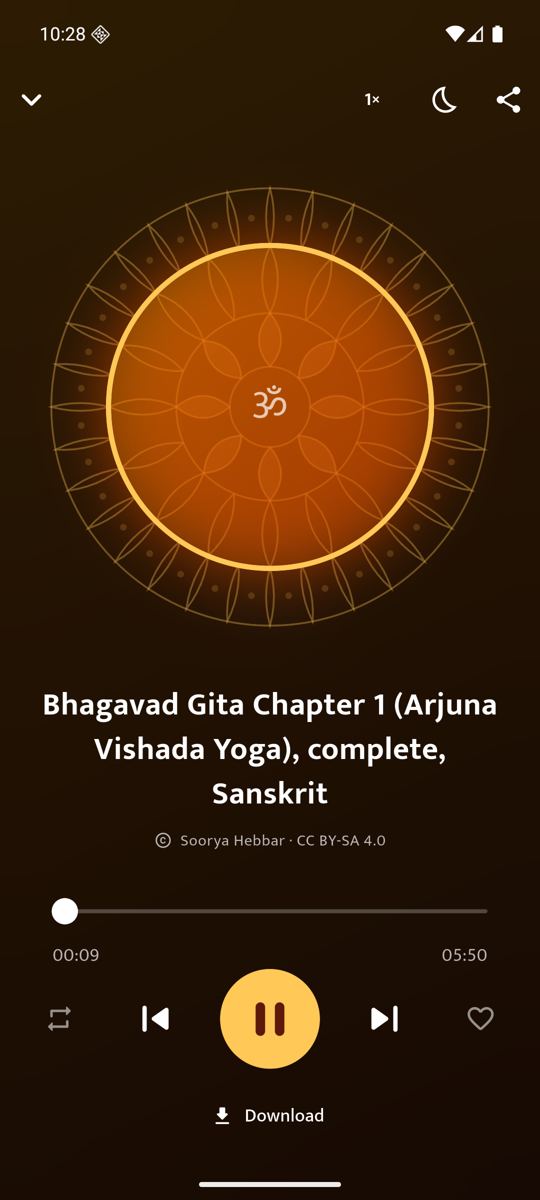 10:28
1×
ॐ
Bhagavad Gita Chapter 1 (Arjuna
Vishada Yoga), complete,
Sanskrit
© Soorya Hebbar · CC BY-SA 4.0
00:09
05:50
Download